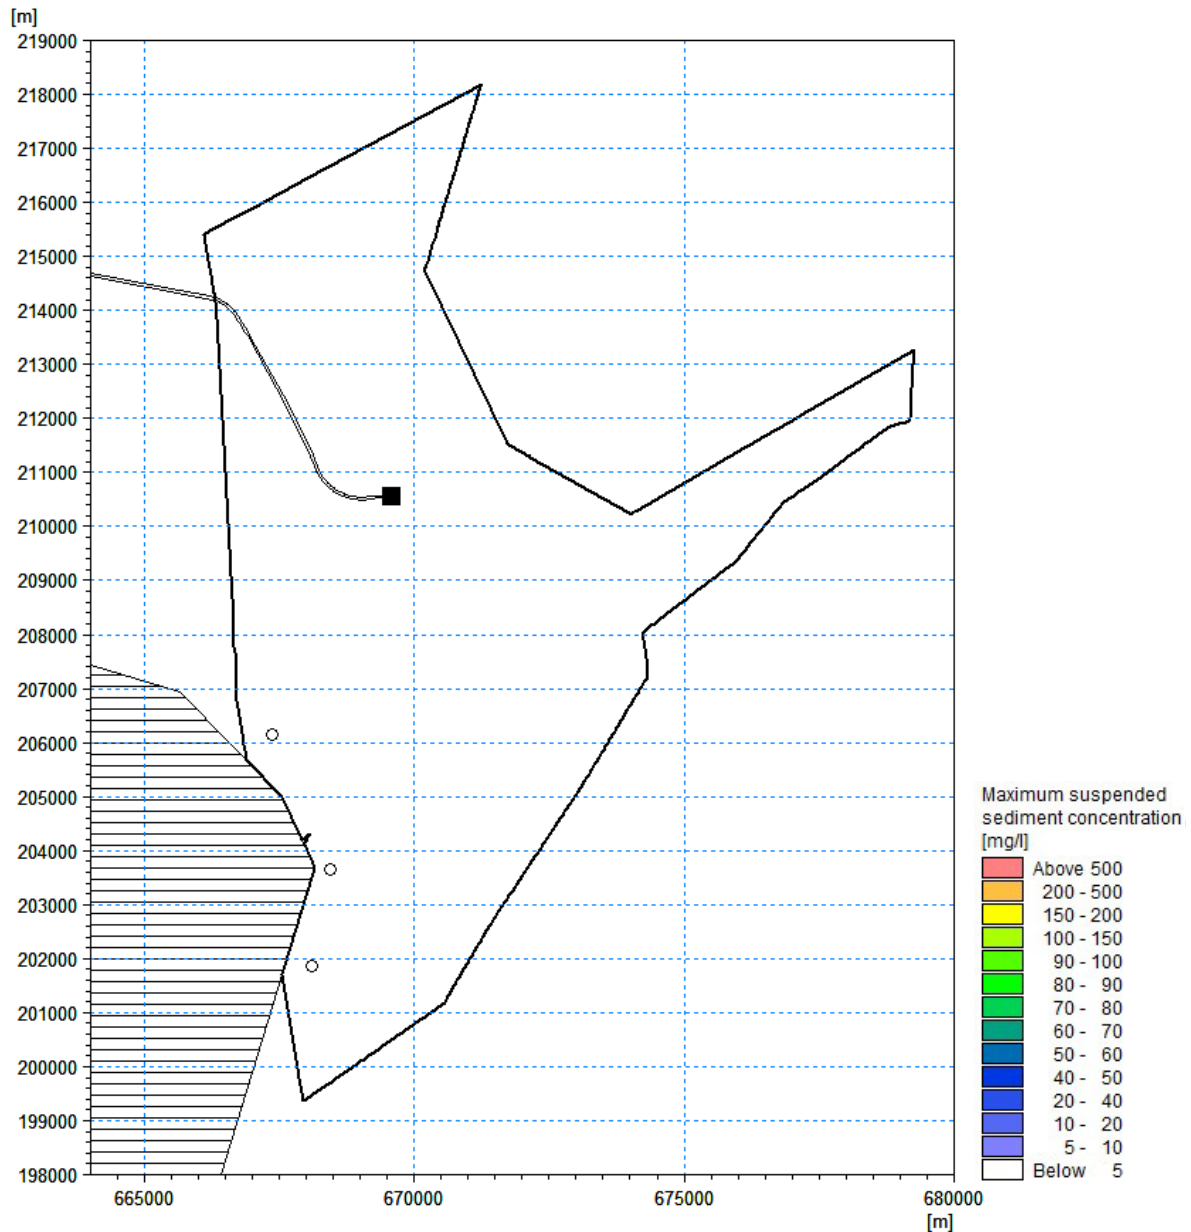 [m]
219000
218000
217000
216000
215000
214000
213000
212000
211000
210000
209000
208000
207000
206000
205000
204000
203000
202000
201000
200000
199000
198000
665000
670000
675000
680000
[m]
Maximum suspended
sediment concentration
[mg/l]
Above 500
200 - 500
150 - 200
100 - 150
90 - 100
80 - 90
70 - 80
60 - 70
50 - 60
40 - 50
20 - 40
10 - 20
5 - 10
Below 5